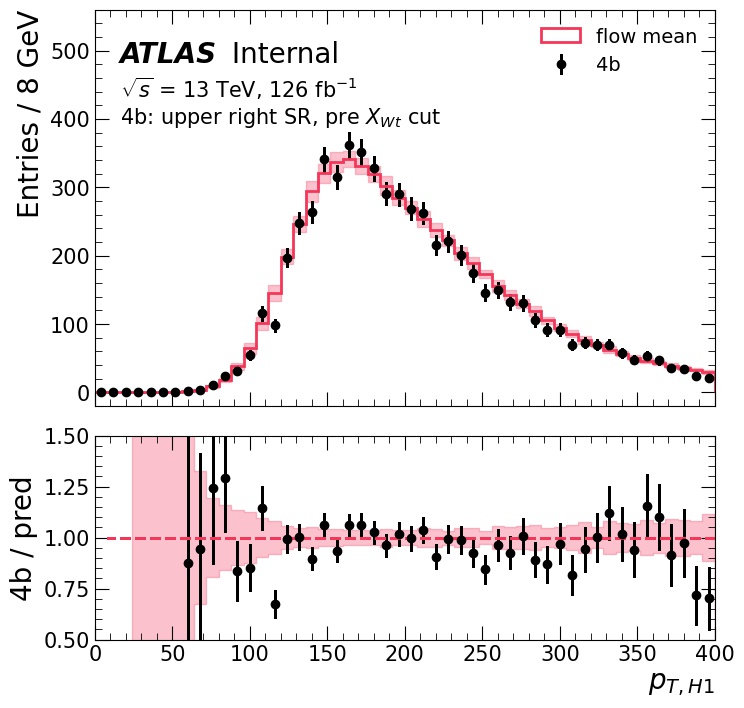 Entries / 8 GeV
500
400
300
200
100
0
ATLAS Internal
√s = 13 TeV, 126 fb⁻¹
4b: upper right SR, pre X_Wt cut
flow mean
4b
4b / pred
1.50
1.25
1.00
0.75
0.50
0 50 100 150 200 250 300 350 400
p_T, H1